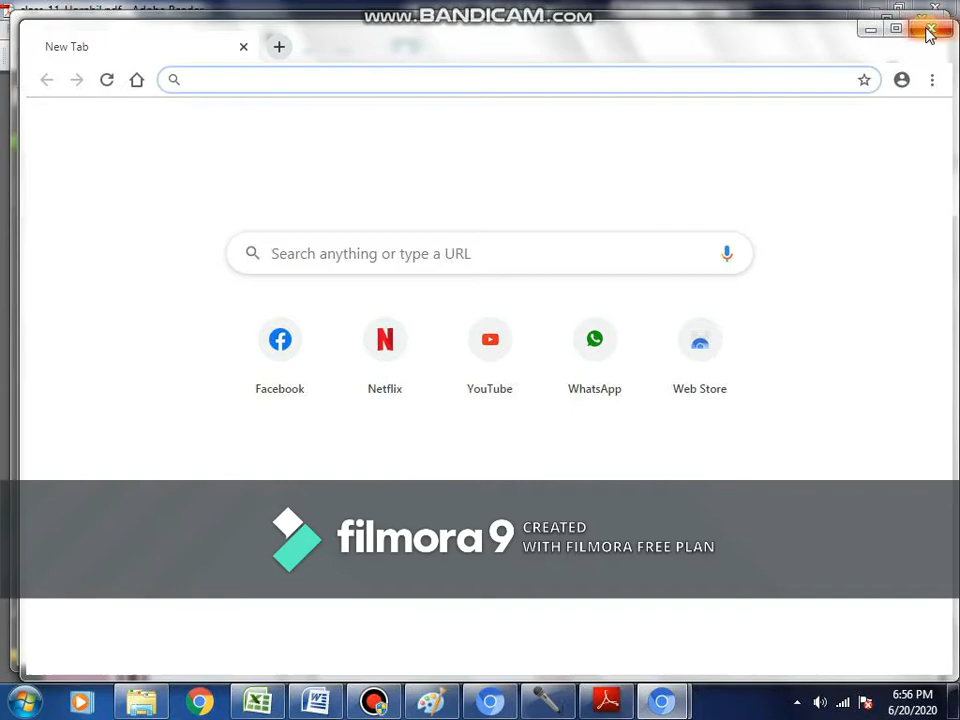 WWW.BANDICAM.COM
New Tab
Search anything or type a URL
Facebook
Netflix
YouTube
WhatsApp
Web Store
filmora 9
CREATED
WITH FILMORA FREE PLAN
6:56 PM
6/20/2020